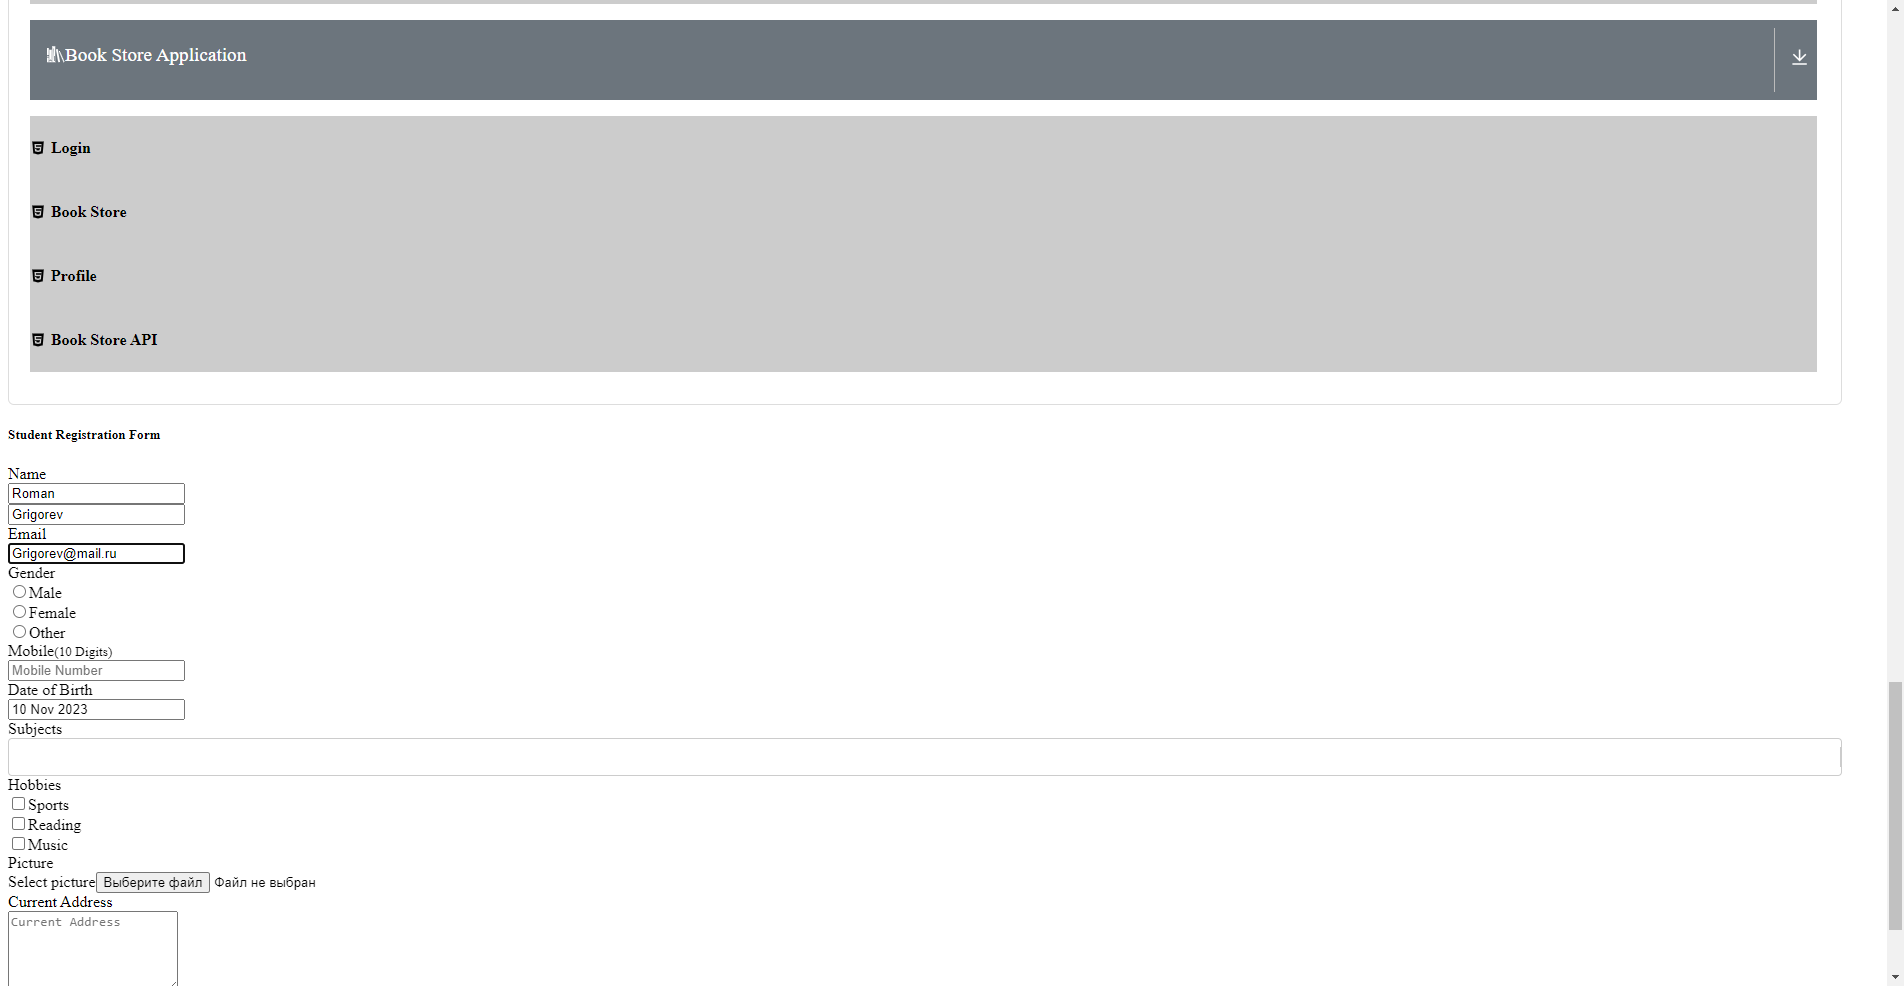 Book Store Application
Login
Book Store
Profile
Book Store API
Student Registration Form
Name
Roman
Grigorev
Email
Grigorev@mail.ru
Gender
Male
Female
Other
Mobile(10 Digits)
Mobile Number
Date of Birth
10 Nov 2023
Subjects
Hobbies
Sports
Reading
Music
Picture
Select picture Выберите файл Файл не выбран
Current Address
Current Address